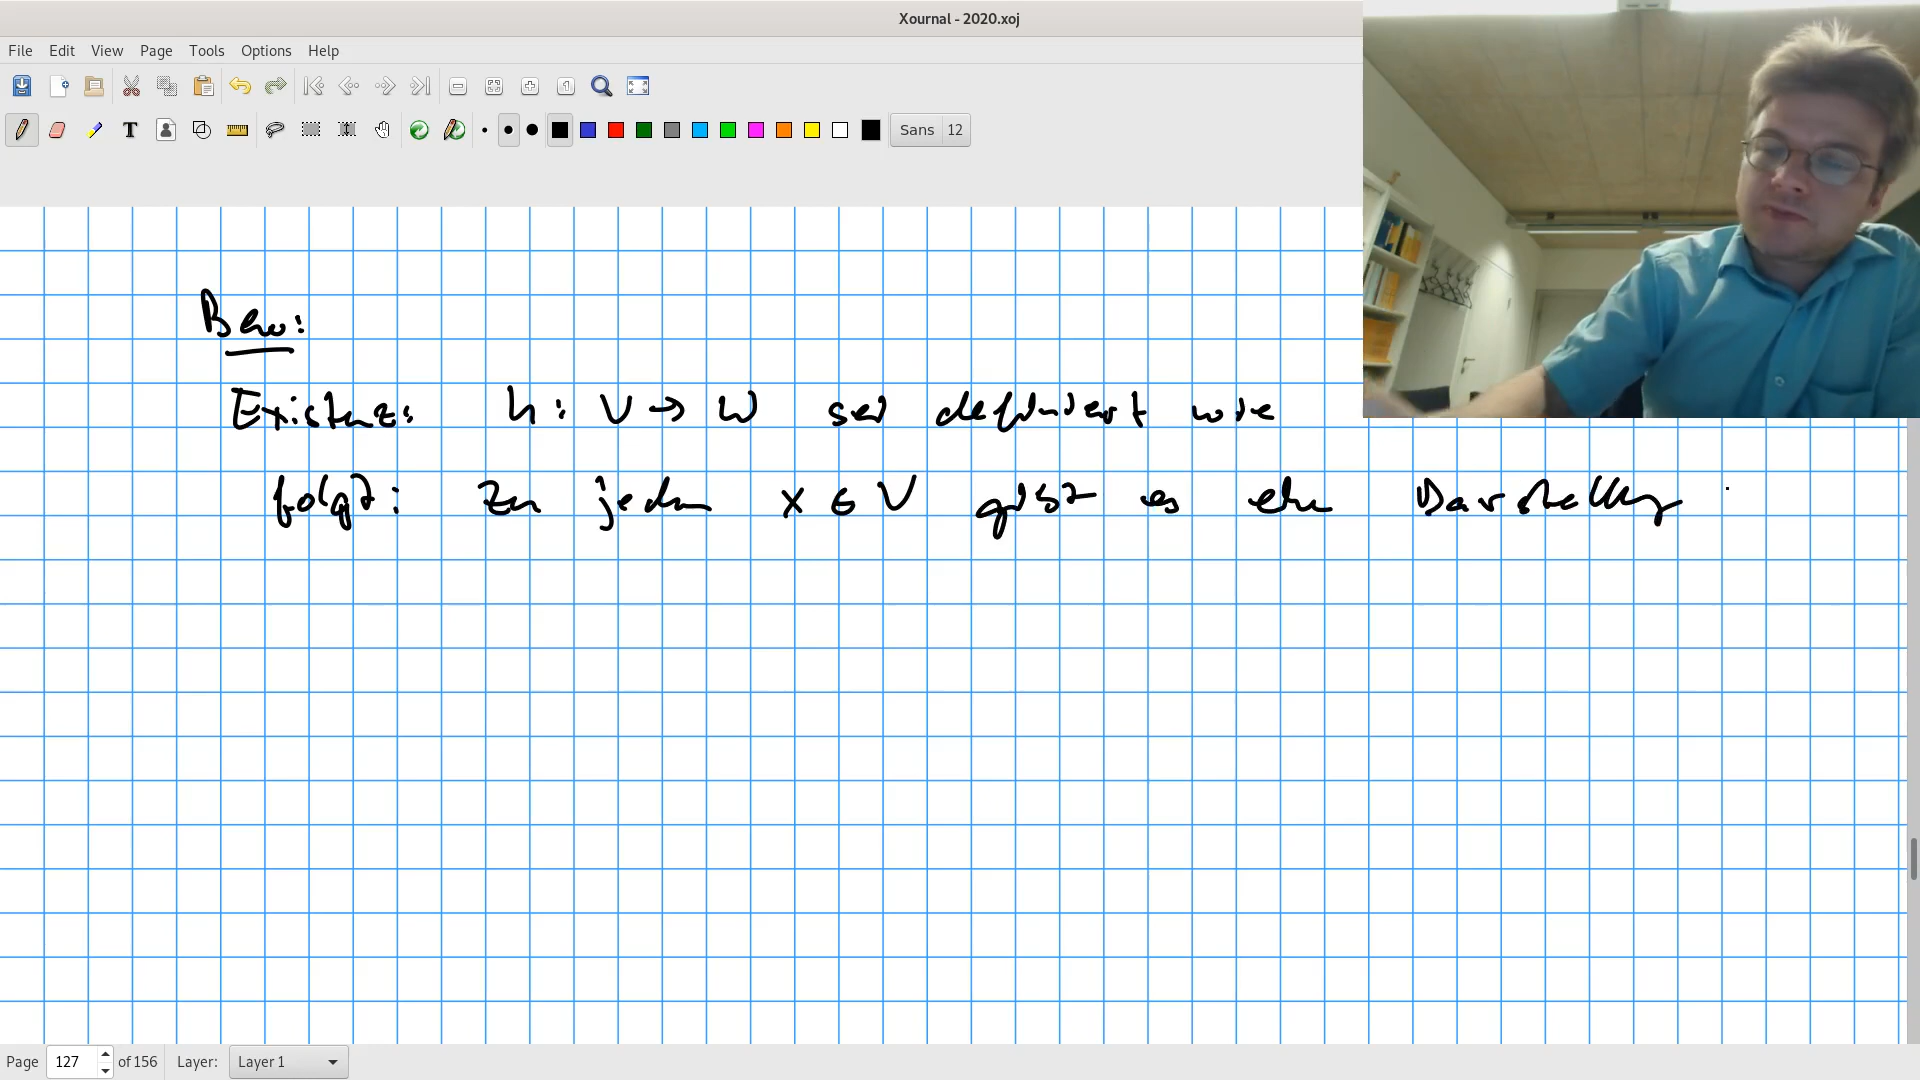 Xournal - 2020.xoj
File Edit View Page Tools Options Help
T Sans 12
Bew:
Existenz: h: V → W sei definiert wie
folgt: Zu jedem x ∈ V gibt es eine Darstellung
Page 127 of 156 Layer: Layer 1